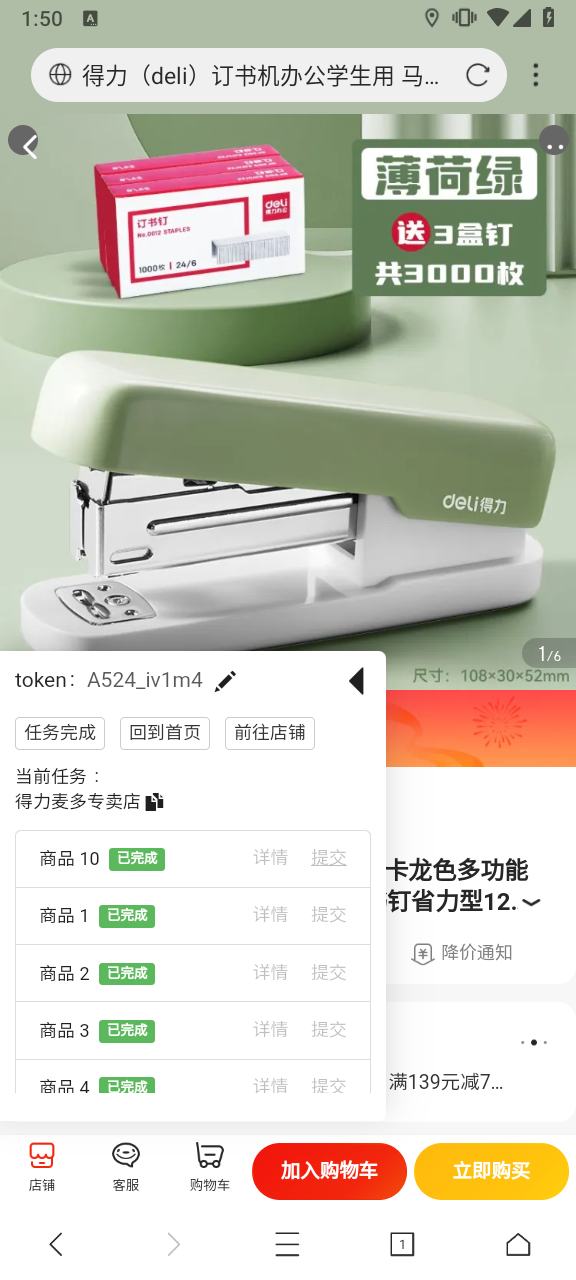 1:50
得力（deli）订书机办公学生用 马...
薄荷绿
送3盒钉
共3000枚
订书钉
No.0012 STAPLES
1000枚 | 24/6
deli
得力办公
deli得力
1/6
尺寸：108×30×52mm
token： A524_iv1m4
任务完成 回到首页 前往店铺
当前任务：
得力麦多专卖店
商品 10 已完成 详情 提交
商品 1 已完成 详情 提交
商品 2 已完成 详情 提交
商品 3 已完成 详情 提交
商品 4 已完成 详情 提交
卡龙色多功能
钉省力型12.
降价通知
满139元减7...
店铺 客服 购物车 加入购物车 立即购买
1